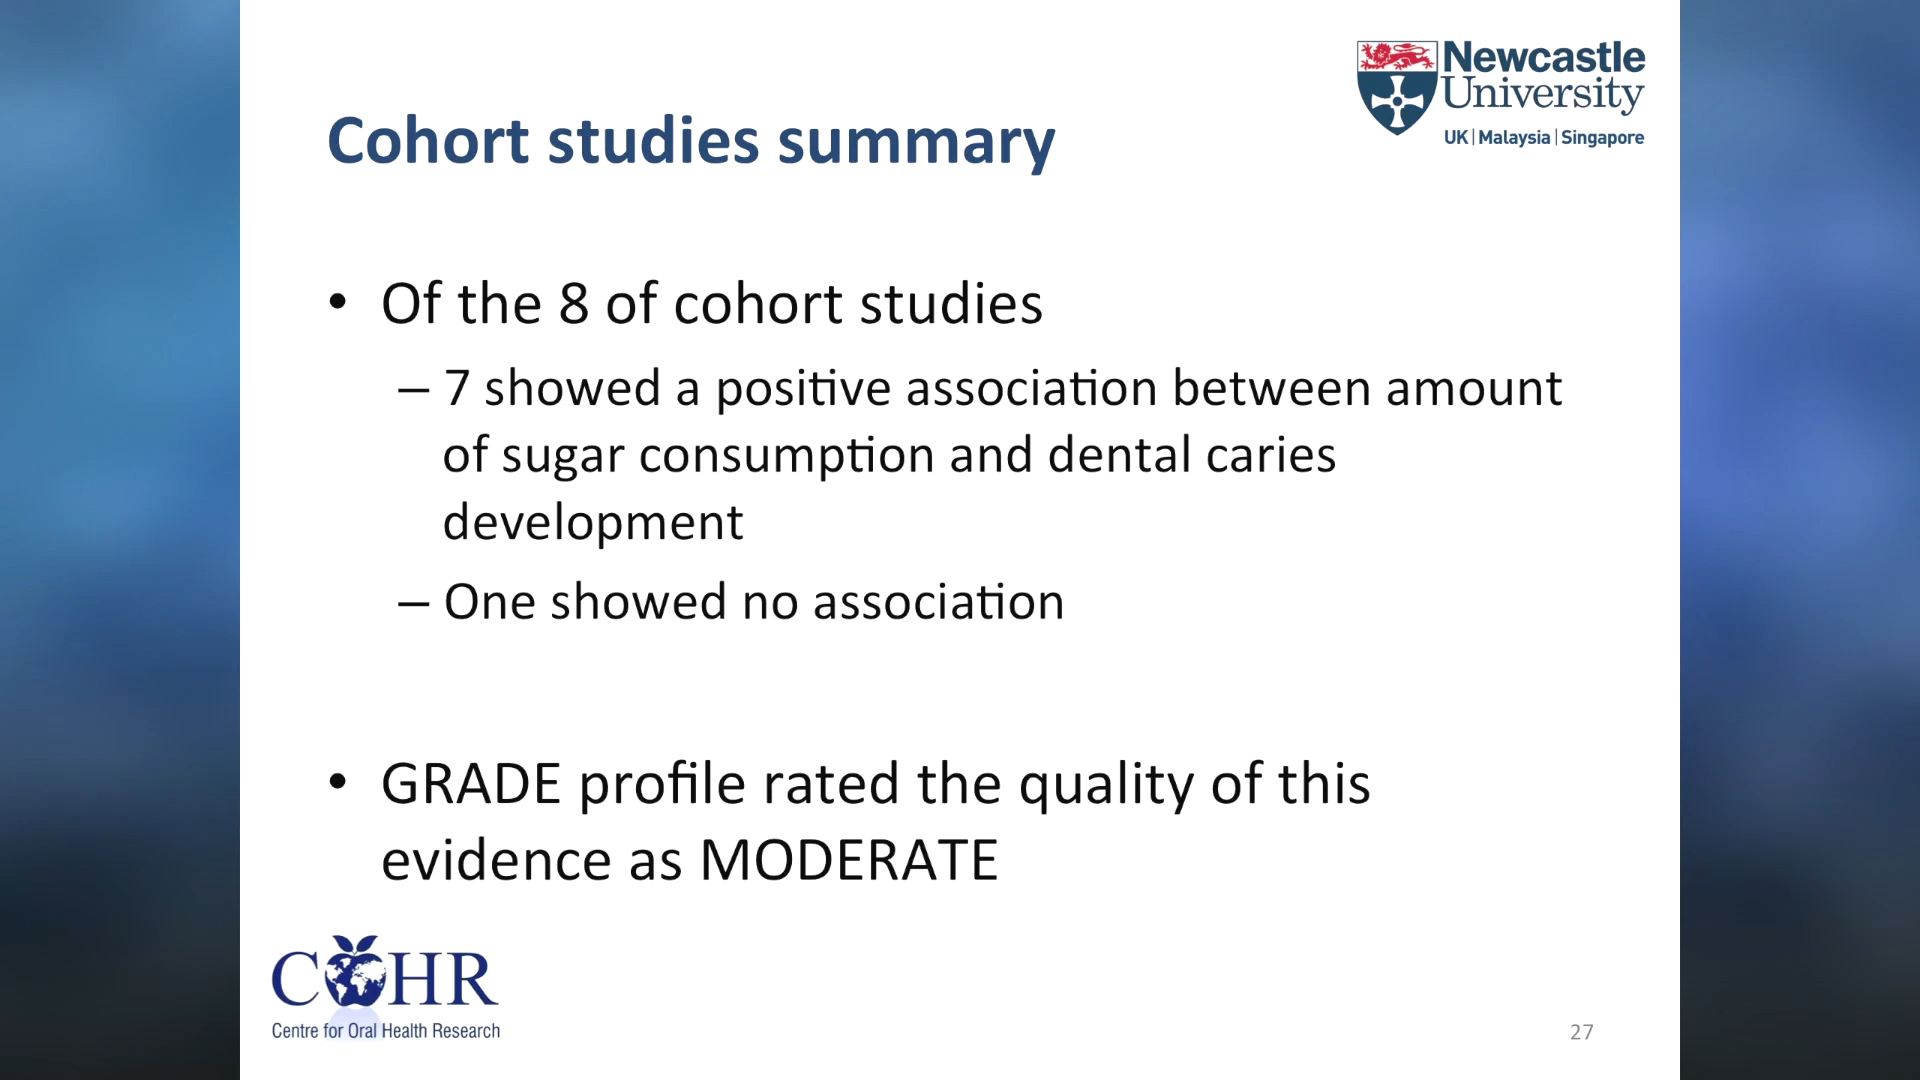 Newcastle
University
UK | Malaysia | Singapore
Cohort studies summary
• Of the 8 of cohort studies
– 7 showed a positive association between amount
of sugar consumption and dental caries
development
– One showed no association
• GRADE profile rated the quality of this
evidence as MODERATE
COHR
Centre for Oral Health Research
27